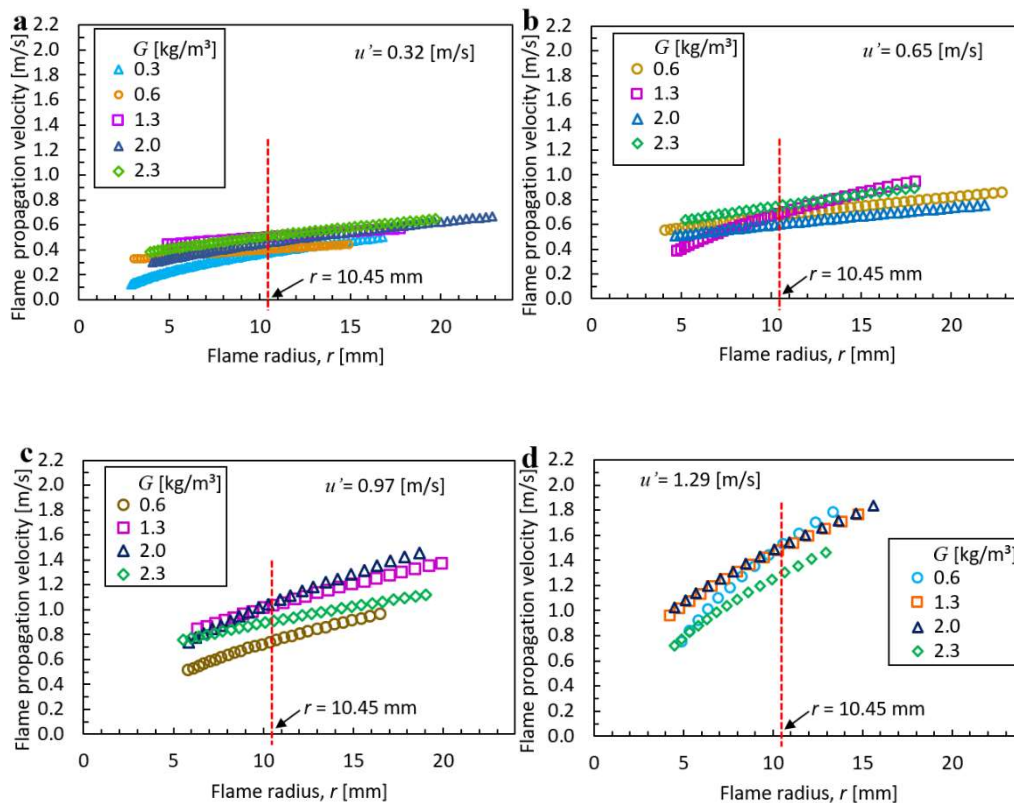 a
Flame propagation velocity [m/s]
2.2
2.0
1.8
1.6
1.4
1.2
1.0
0.8
0.6
0.4
0.2
0.0
G [kg/m³]
0.3
0.6
1.3
2.0
2.3
u’= 0.32 [m/s]
r = 10.45 mm
0 5 10 15 20
Flame radius, r [mm]
b
Flame propagation velocity [m/s]
2.2
2.0
1.8
1.6
1.4
1.2
1.0
0.8
0.6
0.4
0.2
0.0
G [kg/m³]
0.6
1.3
2.0
2.3
u’= 0.65 [m/s]
r = 10.45 mm
0 5 10 15 20
Flame radius, r [mm]
c
Flame propagation velocity [m/s]
2.2
2.0
1.8
1.6
1.4
1.2
1.0
0.8
0.6
0.4
0.2
0.0
G [kg/m³]
0.6
1.3
2.0
2.3
u’= 0.97 [m/s]
r = 10.45 mm
0 5 10 15 20
Flame radius, r [mm]
d
Flame propagation velocity [m/s]
2.2
2.0
1.8
1.6
1.4
1.2
1.0
0.8
0.6
0.4
0.2
0.0
u’= 1.29 [m/s]
G [kg/m³]
0.6
1.3
2.0
2.3
r = 10.45 mm
0 5 10 15 20
Flame radius, r [mm]